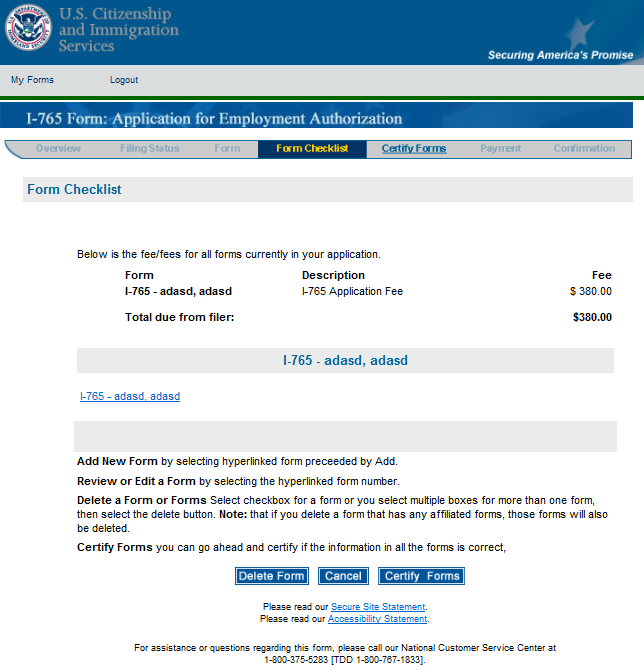 U.S. Citizenship
and Immigration
Services
Securing America's Promise
My Forms Logout
I-765 Form: Application for Employment Authorization
Overview Filing Status Form Form Checklist Certify Forms Payment Confirmation
Form Checklist
Below is the fee/fees for all forms currently in your application.
Form Description Fee
I-765 - adasd, adasd I-765 Application Fee $ 380.00
Total due from filer: $380.00
I-765 - adasd, adasd
I-765 - adasd, adasd
Add New Form by selecting hyperlinked form preceeded by Add.
Review or Edit a Form by selecting the hyperlinked form number.
Delete a Form or Forms Select checkbox for a form or you select multiple boxes for more than one form,
then select the delete button. Note: that if you delete a form that has any affiliated forms, those forms will also
be deleted.
Certify Forms you can go ahead and certify if the information in all the forms is correct,
Delete Form Cancel Certify Forms
Please read our Secure Site Statement.
Please read our Accessibility Statement.
For assistance or questions regarding this form, please call our National Customer Service Center at
1-800-375-5283 [TDD 1-800-767-1833].